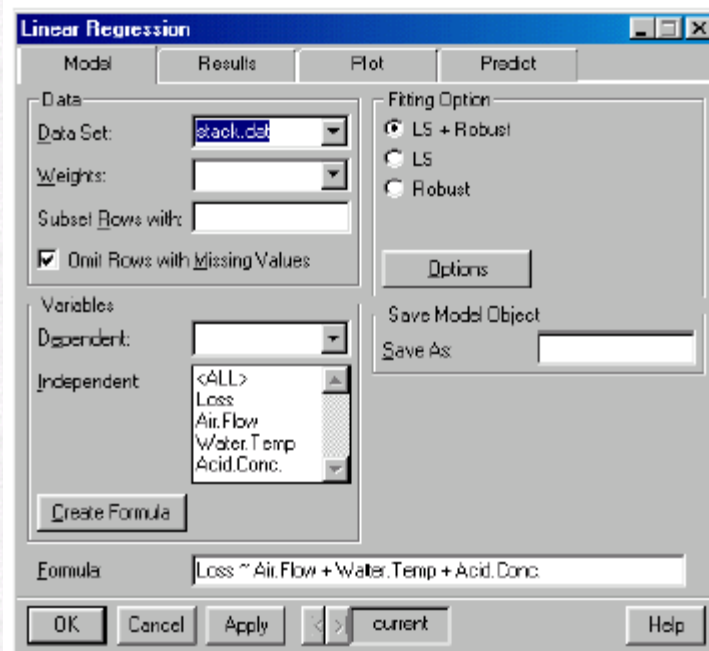 Linear Regression
Model Results Plot Predict
Data
Data Set: stack.dat
Weights:
Subset Rows with:
Omit Rows with Missing Values
Variables
Dependent:
Independent
<ALL>
Loss
Air.Flow
Water.Temp
Acid.Conc.
Create Formula
Fitting Option
LS + Robust
LS
Robust
Options
Save Model Object
Save As:
Formula: Loss ~ Air.Flow + Water.Temp + Acid.Conc.
OK Cancel Apply < > current Help